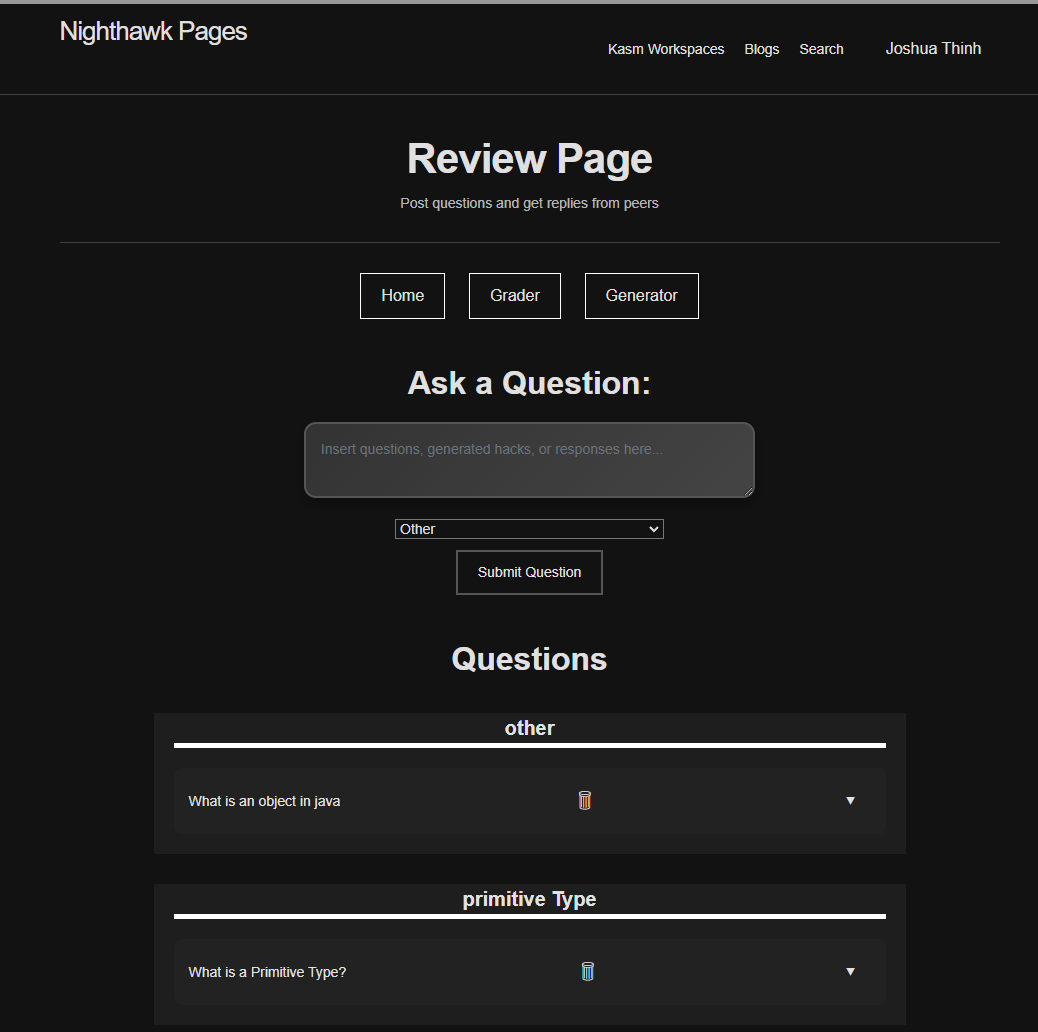 Nighthawk Pages
Kasm Workspaces Blogs Search Joshua Thinh
Review Page
Post questions and get replies from peers
Home Grader Generator
Ask a Question:
Insert questions, generated hacks, or responses here...
Other
Submit Question
Questions
other
What is an object in java
primitive Type
What is a Primitive Type?